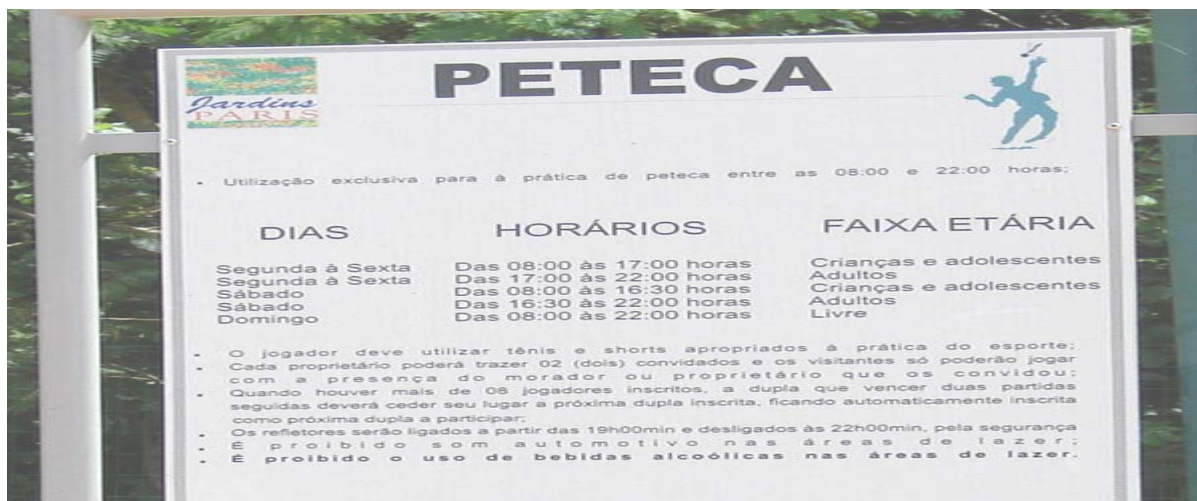 PETECA
Jardins
PARIS
• Utilização exclusiva para à prática de peteca entre as 08:00 e 22:00 horas;
DIAS HORÁRIOS FAIXA ETÁRIA
Segunda à Sexta Das 08:00 às 17:00 horas Crianças e adolescentes
Segunda à Sexta Das 17:00 às 22:00 horas Adultos
Sábado Das 08:00 às 16:30 horas Crianças e adolescentes
Sábado Das 16:30 às 22:00 horas Adultos
Domingo Das 08:00 às 22:00 horas Livre
• O jogador deve utilizar tênis e shorts apropriados à prática do esporte;
• Cada proprietário poderá trazer 02 (dois) convidados e os visitantes só poderão jogar
com a presença do morador ou proprietário que os convidou;
• Quando houver mais de 08 jogadores inscritos, a dupla que vencer duas partidas
seguidas deverá ceder seu lugar a próxima dupla inscrita, ficando automaticamente inscrita
como próxima dupla a participar;
• Os refletores serão ligados a partir das 19h00min e desligados às 22h00min, pela segurança
• É proibido som automotivo nas áreas de lazer;
• É proibido o uso de bebidas alcoólicas nas áreas de lazer.